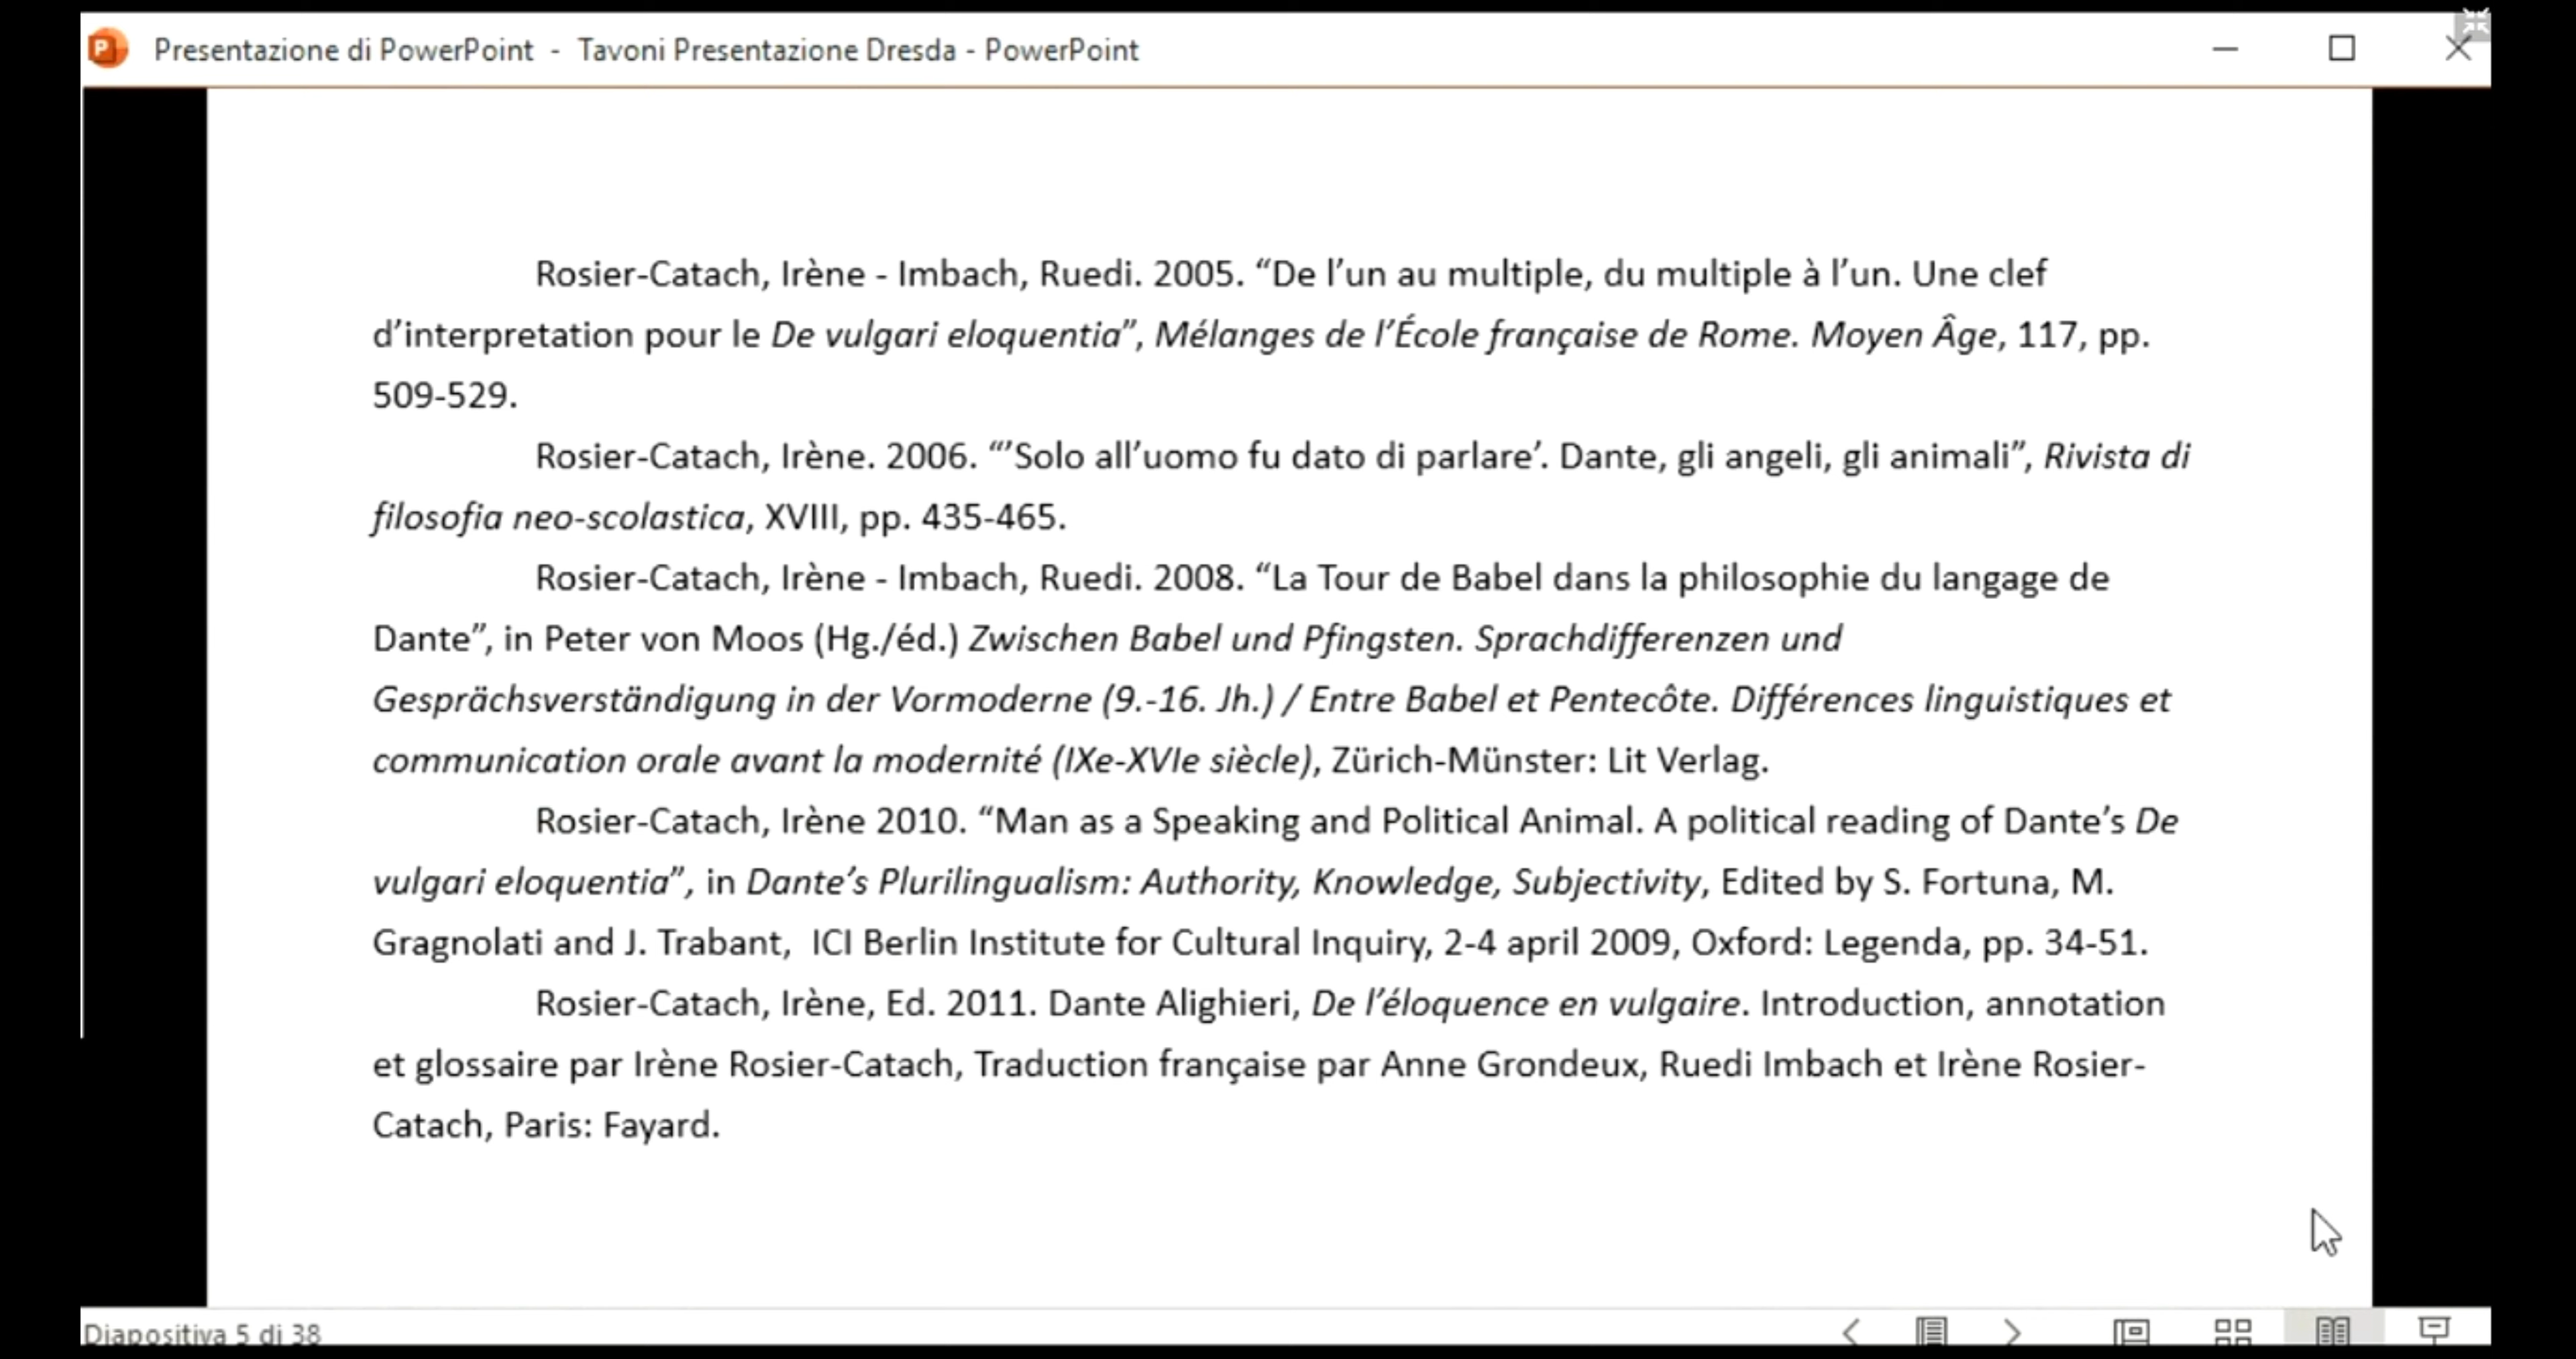 Presentazione di PowerPoint - Tavoni Presentazione Dresda - PowerPoint
Rosier-Catach, Irène - Imbach, Ruedi. 2005. “De l’un au multiple, du multiple à l’un. Une clef
d’interpretation pour le De vulgari eloquentia”, Mélanges de l’École française de Rome. Moyen Âge, 117, pp.
509-529.
Rosier-Catach, Irène. 2006. “’Solo all’uomo fu dato di parlare’. Dante, gli angeli, gli animali”, Rivista di
filosofia neo-scolastica, XVIII, pp. 435-465.
Rosier-Catach, Irène - Imbach, Ruedi. 2008. “La Tour de Babel dans la philosophie du langage de
Dante”, in Peter von Moos (Hg./éd.) Zwischen Babel und Pfingsten. Sprachdifferenzen und
Gesprächsverständigung in der Vormoderne (9.-16. Jh.) / Entre Babel et Pentecôte. Différences linguistiques et
communication orale avant la modernité (IXe-XVIe siècle), Zürich-Münster: Lit Verlag.
Rosier-Catach, Irène 2010. “Man as a Speaking and Political Animal. A political reading of Dante’s De
vulgari eloquentia”, in Dante’s Plurilingualism: Authority, Knowledge, Subjectivity, Edited by S. Fortuna, M.
Gragnolati and J. Trabant,  ICI Berlin Institute for Cultural Inquiry, 2-4 april 2009, Oxford: Legenda, pp. 34-51.
Rosier-Catach, Irène, Ed. 2011. Dante Alighieri, De l’éloquence en vulgaire. Introduction, annotation
et glossaire par Irène Rosier-Catach, Traduction française par Anne Grondeux, Ruedi Imbach et Irène Rosier-
Catach, Paris: Fayard.
Diapositiva 5 di 38